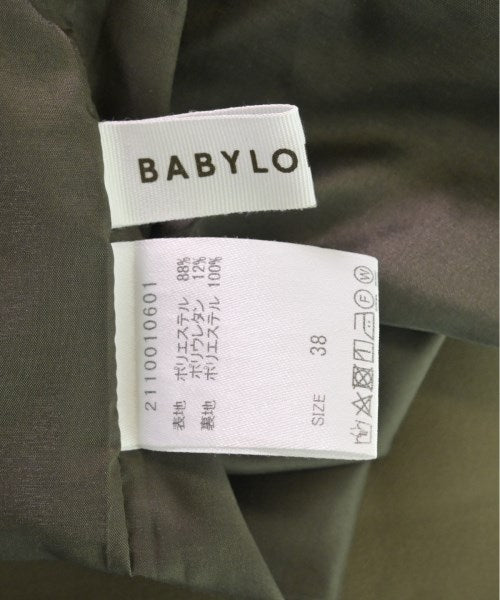 BABYLO
2110010601
表地 ポリエステル 88%
ポリウレタン 12%
裏地 ポリエステル 100%
SIZE 38
F W